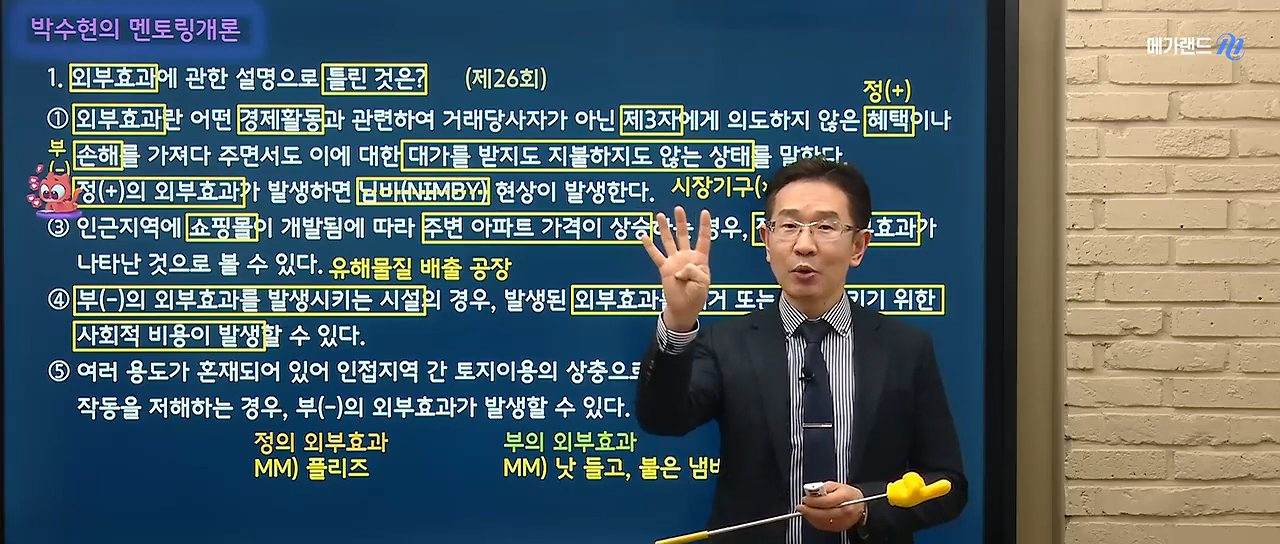 박수현의 멘토링개론
메가랜드
1. 외부효과에 관한 설명으로 틀린 것은? (제26회)
정(+)
① 외부효과란 어떤 경제활동과 관련하여 거래당사자가 아닌 제3자에게 의도하지 않은 혜택이나
부(-)
손해를 가져다 주면서도 이에 대한 대가를 받지도 지불하지도 않는 상태를 말한다.
정(+)의 외부효과가 발생하면 님비(NIMBY) 현상이 발생한다. 시장기구(
③ 인근지역에 쇼핑몰이 개발됨에 따라 주변 아파트 가격이 상승하는 경우, 외부효과가
나타난 것으로 볼 수 있다. 유해물질 배출 공장
④ 부(-)의 외부효과를 발생시키는 시설의 경우, 발생된 외부효과를 제거 또는 위한
사회적 비용이 발생할 수 있다.
⑤ 여러 용도가 혼재되어 있어 인접지역 간 토지이용의 상충으로
작동을 저해하는 경우, 부(-)의 외부효과가 발생할 수 있다.
정의 외부효과 부의 외부효과
MM) 플리즈 MM) 낫 들고, 불은 냄비